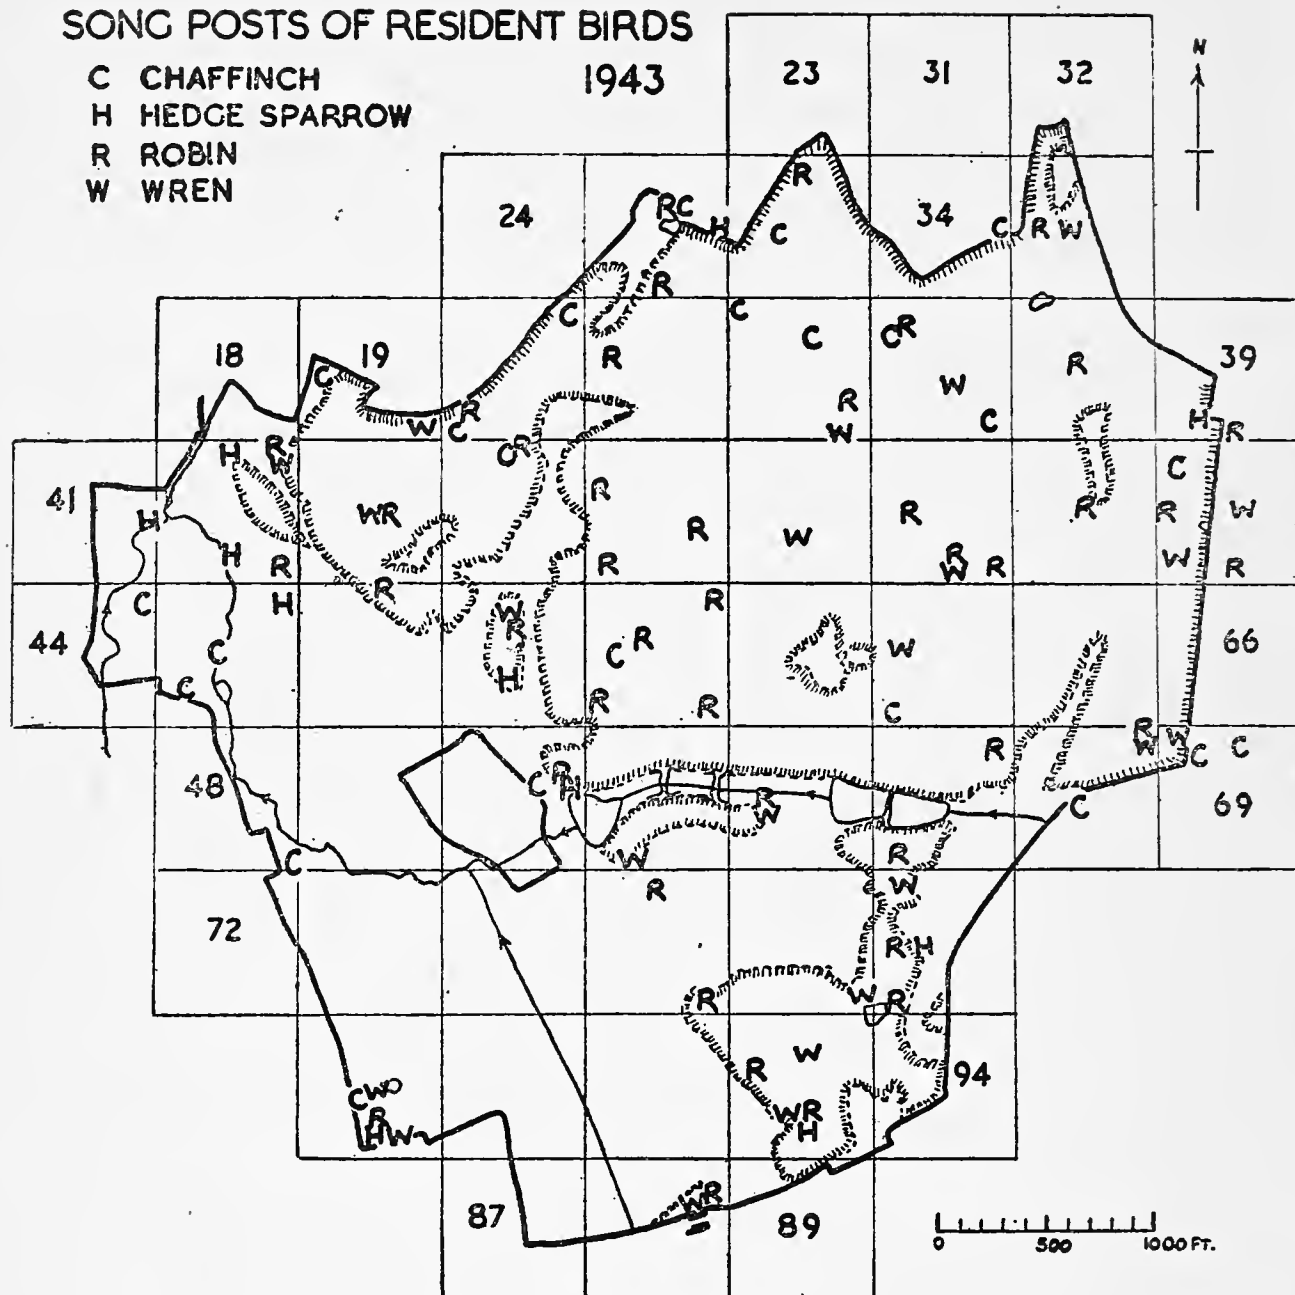 SONG POSTS OF RESIDENT BIRDS
C CHAFFINCH
H HEDGE SPARROW
R ROBIN
W WREN
1943
23 31 32
N
R
24 34
R C H C C R W
R
C C
18 19 C C R 39
R R
C W
R R
W C W C H R
H R W C R C
41 R R R R W
H W R R W
H R R R W R W R
R
C H W R
44 R C R W 66
C H
C R R C
R R W W C C
C R H R W
48 C 69
W R
C R W
72 R H
R W R
R W 94
C W
R W R
H W H
87 W R 89
0 500 1000 FT.